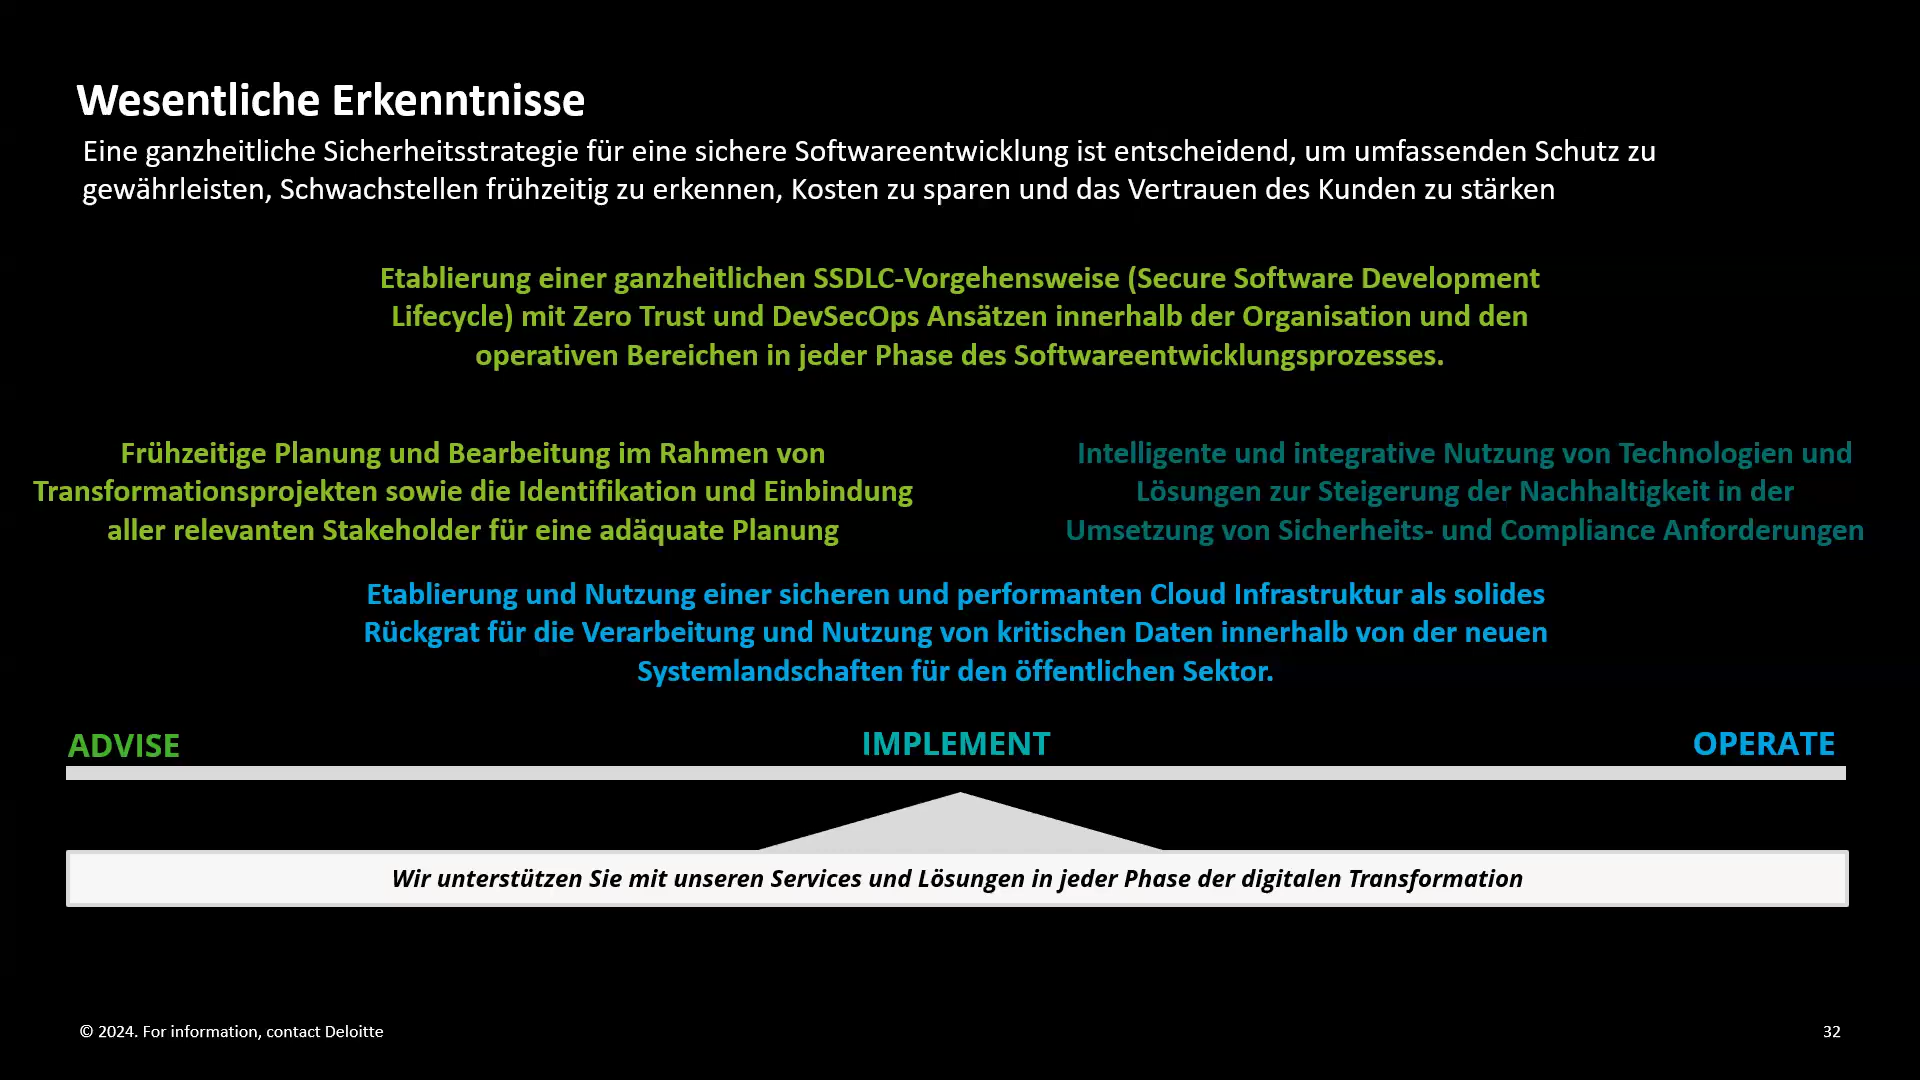 Wesentliche Erkenntnisse
Eine ganzheitliche Sicherheitsstrategie für eine sichere Softwareentwicklung ist entscheidend, um umfassenden Schutz zu
gewährleisten, Schwachstellen frühzeitig zu erkennen, Kosten zu sparen und das Vertrauen des Kunden zu stärken
Etablierung einer ganzheitlichen SSDLC-Vorgehensweise (Secure Software Development
Lifecycle) mit Zero Trust und DevSecOps Ansätzen innerhalb der Organisation und den
operativen Bereichen in jeder Phase des Softwareentwicklungsprozesses.
Frühzeitige Planung und Bearbeitung im Rahmen von
Transformationsprojekten sowie die Identifikation und Einbindung
aller relevanten Stakeholder für eine adäquate Planung
Intelligente und integrative Nutzung von Technologien und
Lösungen zur Steigerung der Nachhaltigkeit in der
Umsetzung von Sicherheits- und Compliance Anforderungen
Etablierung und Nutzung einer sicheren und performanten Cloud Infrastruktur als solides
Rückgrat für die Verarbeitung und Nutzung von kritischen Daten innerhalb von der neuen
Systemlandschaften für den öffentlichen Sektor.
ADVISE
IMPLEMENT
OPERATE
Wir unterstützen Sie mit unseren Services und Lösungen in jeder Phase der digitalen Transformation
© 2024. For information, contact Deloitte
32